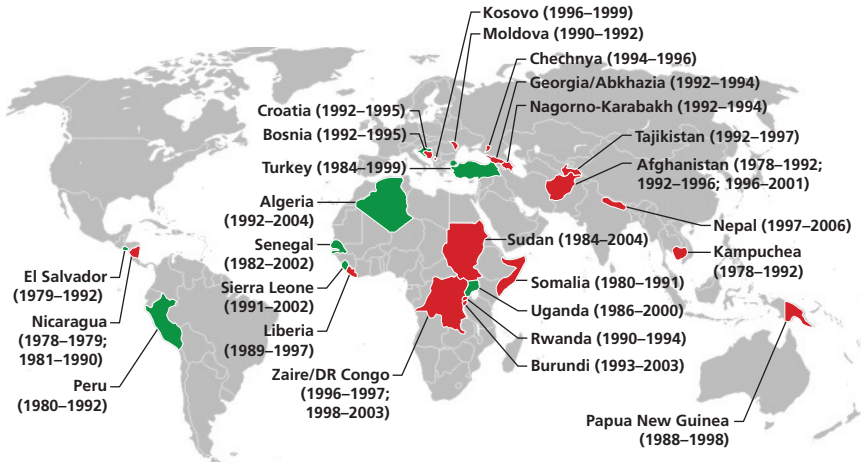 Kosovo (1996–1999)
Moldova (1990–1992)
Chechnya (1994–1996)
Georgia/Abkhazia (1992–1994)
Nagorno-Karabakh (1992–1994)
Croatia (1992–1995)
Bosnia (1992–1995)
Turkey (1984–1999)
Tajikistan (1992–1997)
Afghanistan (1978–1992;
1992–1996; 1996–2001)
Algeria
(1992–2004)
Nepal (1997–2006)
Senegal
(1982–2002)
Sudan (1984–2004)
Kampuchea
(1978–1992)
El Salvador
(1979–1992)
Sierra Leone
(1991–2002)
Somalia (1980–1991)
Uganda (1986–2000)
Nicaragua
(1978–1979;
1981–1990)
Liberia
(1989–1997)
Rwanda (1990–1994)
Burundi (1993–2003)
Peru
(1980–1992)
Zaire/DR Congo
(1996–1997;
1998–2003)
Papua New Guinea
(1988–1998)